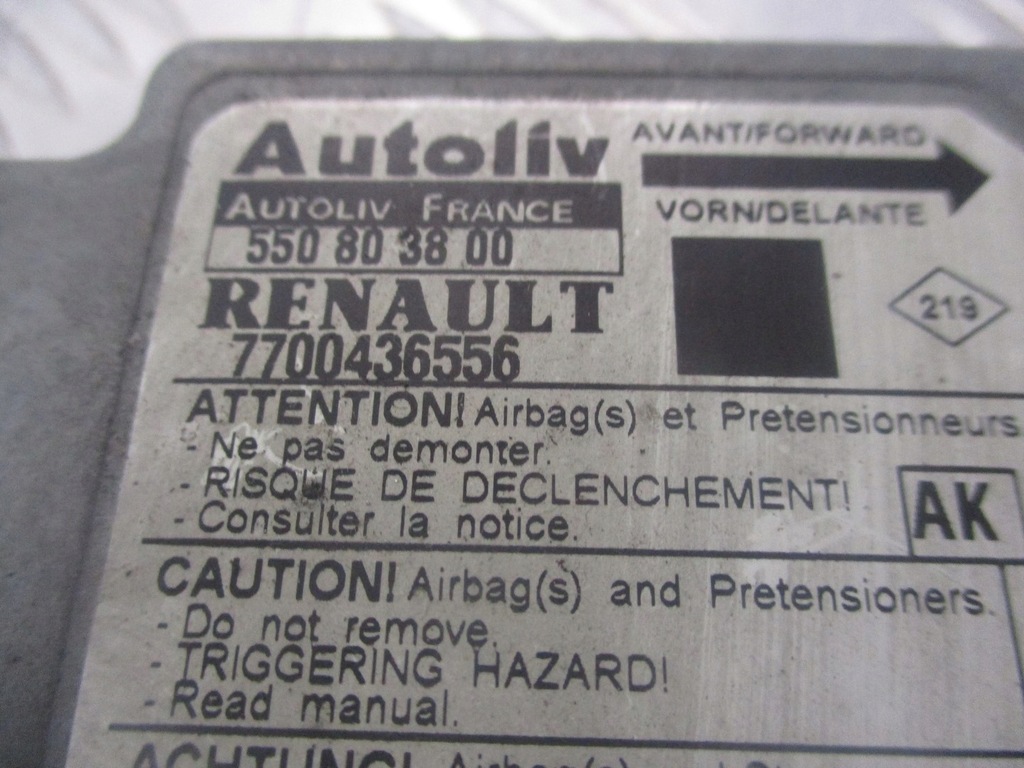 Autoliv
AVANT/FORWARD
AUTOLIV FRANCE
VORN/DELANTE
550 80 38 00
RENAULT
219
7700436556
ATTENTION! Airbag(s) et Pretensionneurs
- Ne pas demonter.
- RISQUE DE DECLENCHEMENT!
- Consulter la notice.
AK
CAUTION! Airbag(s) and Pretensioners.
- Do not remove.
- TRIGGERING HAZARD!
- Read manual.
ACHTUNG! Airbag(s)